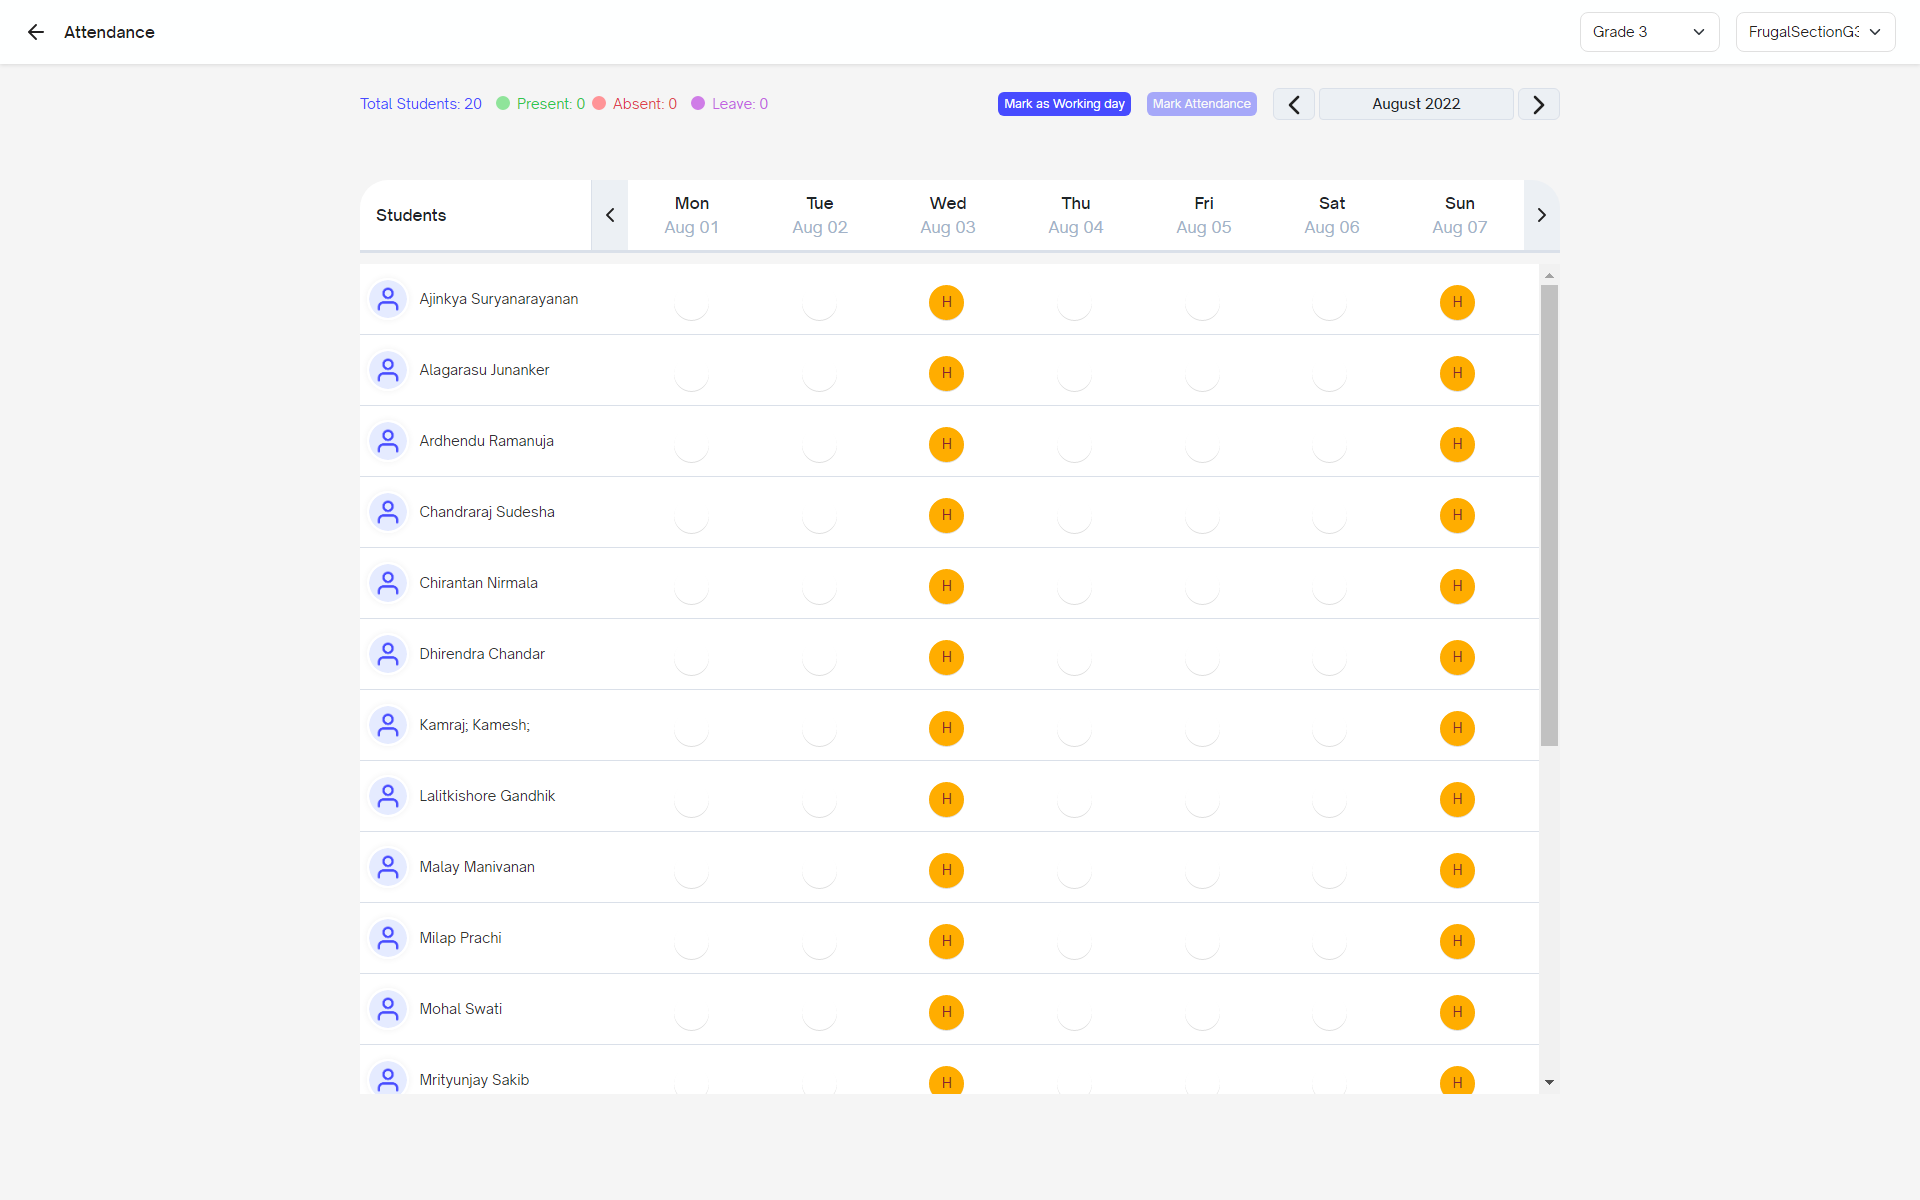 Attendance
Grade 3
FrugalSectionG3
Total Students: 20 Present: 0 Absent: 0 Leave: 0
Mark as Working day
Mark Attendance
August 2022
Students Mon Tue Wed Thu Fri Sat Sun
Aug 01 Aug 02 Aug 03 Aug 04 Aug 05 Aug 06 Aug 07
Ajinkya Suryanarayanan H H
Alagarasu Junanker H H
Ardhendu Ramanuja H H
Chandraraj Sudesha H H
Chirantan Nirmala H H
Dhirendra Chandar H H
Kamraj; Kamesh; H H
Lalitkishore Gandhik H H
Malay Manivanan H H
Milap Prachi H H
Mohal Swati H H
Mrityunjay Sakib H H